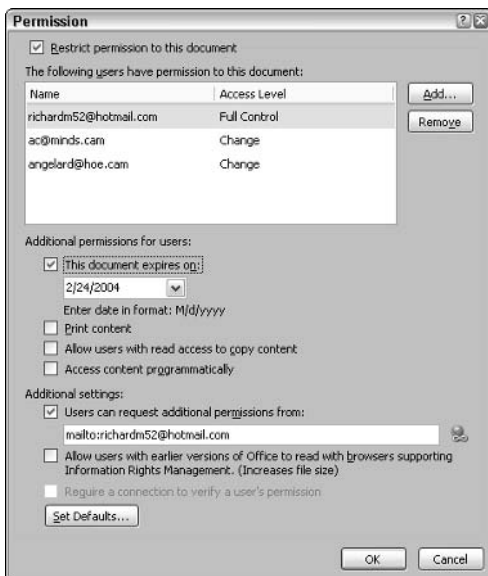 Permission
Restrict permission to this document
The following users have permission to this document:
Name Access Level
richardm52@hotmail.com Full Control
ac@minds.cam Change
angelard@hoe.cam Change
Add...
Remove
Additional permissions for users:
This document expires on:
2/24/2004
Enter date in format: M/d/yyyy
Print content
Allow users with read access to copy content
Access content programmatically
Additional settings:
Users can request additional permissions from:
mailto:richardm52@hotmail.com
Allow users with earlier versions of Office to read with browsers supporting
Information Rights Management. (Increases file size)
Require a connection to verify a user's permission
Set Defaults...
OK Cancel